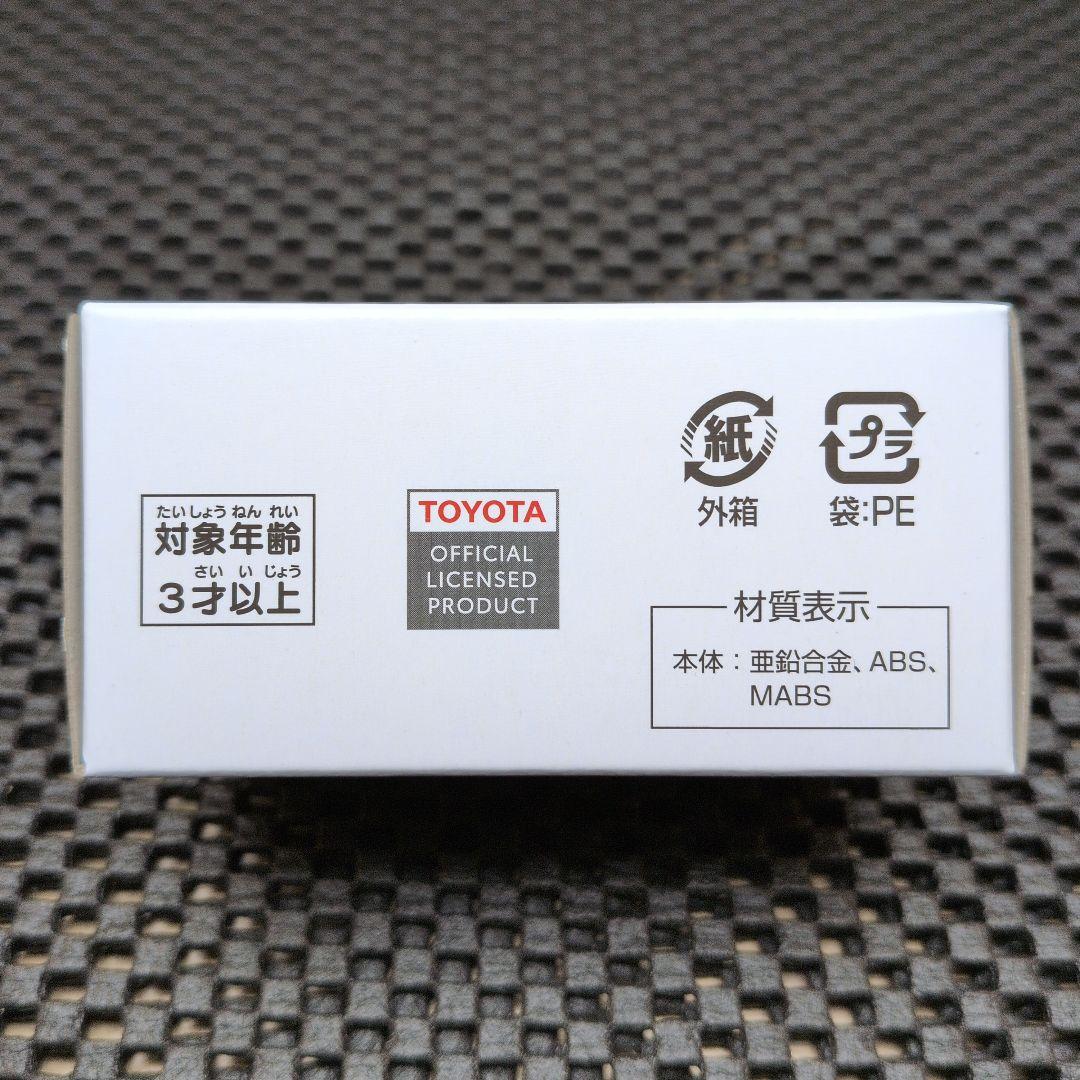 たいしょうねんれい
対象年齢
さいいじょう
3才以上
TOYOTA
OFFICIAL
LICENSED
PRODUCT
紙
外箱
プラ
袋:PE
材質表示
本体:亜鉛合金、ABS、
MABS